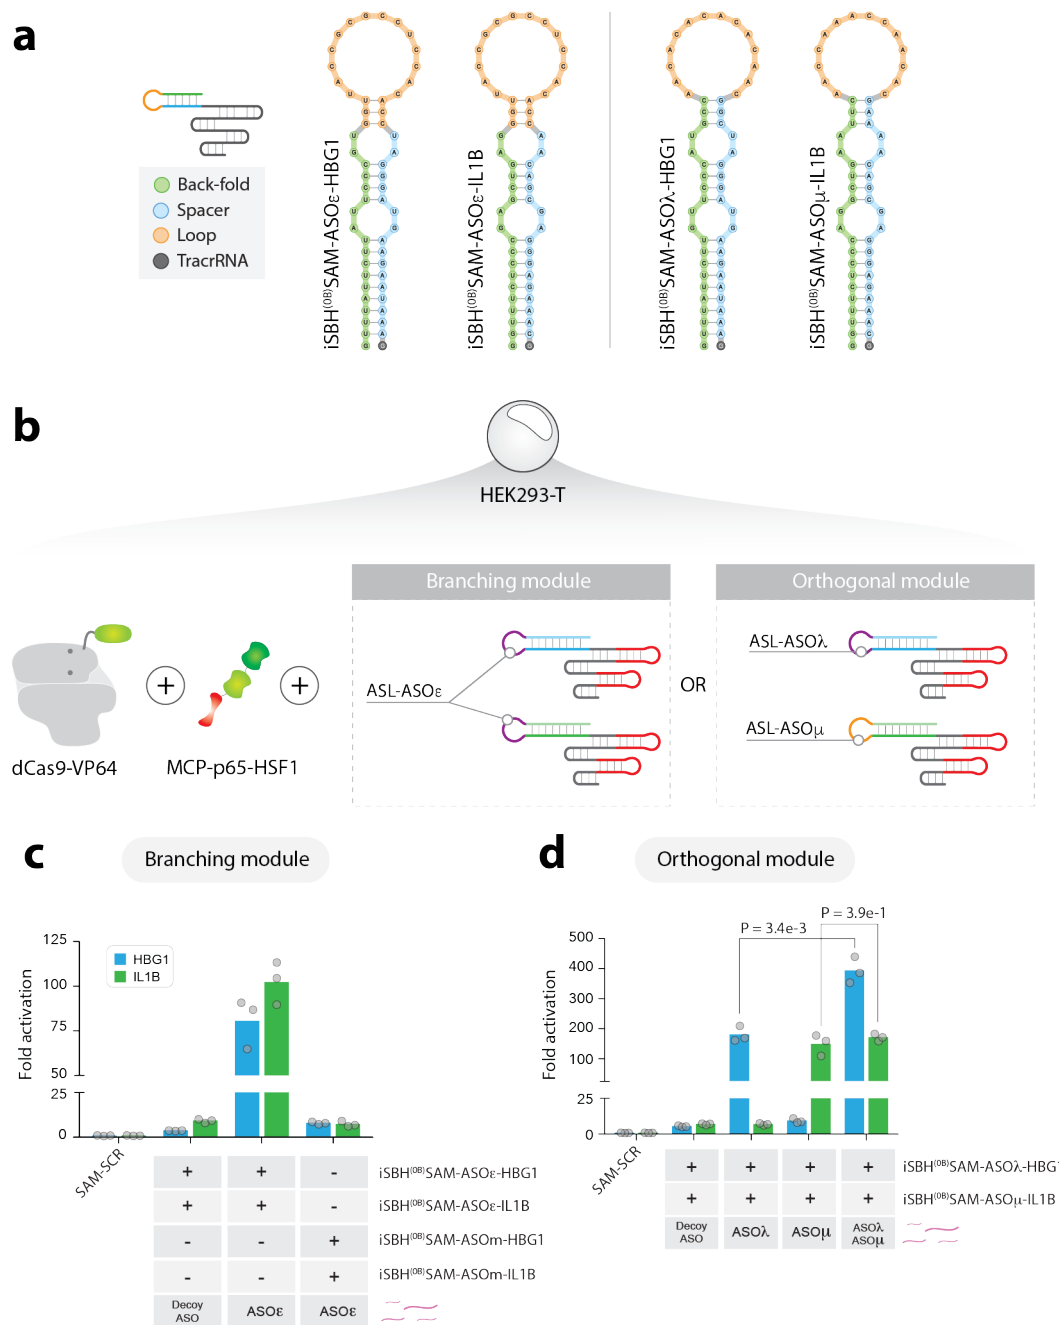 a
iSBH(0B)SAM-ASOε-HBG1
iSBH(0B)SAM-ASOε-IL1B
iSBH(0B)SAM-ASOλ-HBG1
iSBH(0B)SAM-ASOμ-IL1B
Back-fold
Spacer
Loop
TracrRNA
b
HEK293-T
Branching module
Orthogonal module
ASL-ASOε
OR
ASL-ASOλ
ASL-ASOμ
+
+
dCas9-VP64
MCP-p65-HSF1
c
Branching module
Fold activation
125
100
75
50
25
0
HBG1
IL1B
SAM-SCR
+ + - iSBH(0B)SAM-ASOε-HBG1
+ + - iSBH(0B)SAM-ASOε-IL1B
- - + iSBH(0B)SAM-ASOm-HBG1
- - + iSBH(0B)SAM-ASOm-IL1B
Decoy ASO
ASOε
ASOε
d
Orthogonal module
P = 3.9e-1
P = 3.4e-3
Fold activation
500
400
300
200
100
25
0
SAM-SCR
+ + + + iSBH(0B)SAM-ASOλ-HBG
+ + + + iSBH(0B)SAM-ASOμ-IL1B
Decoy ASO
ASOλ
ASOμ
ASOλ
ASOμ